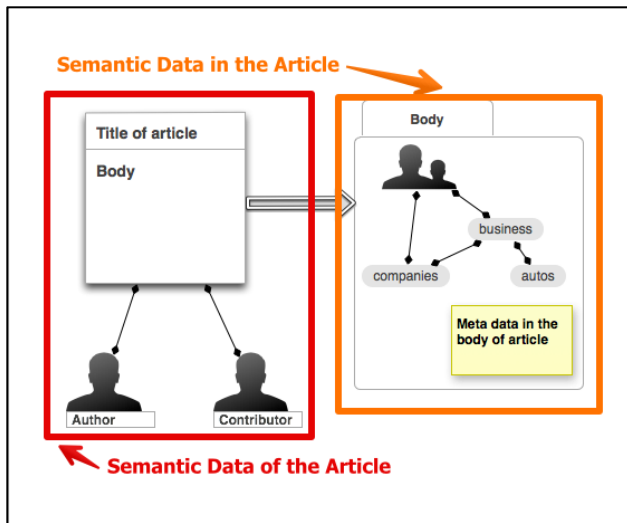 Semantic Data in the Article
Title of article
Body
Author
Contributor
Body
business
companies
autos
Meta data in the
body of article
Semantic Data of the Article